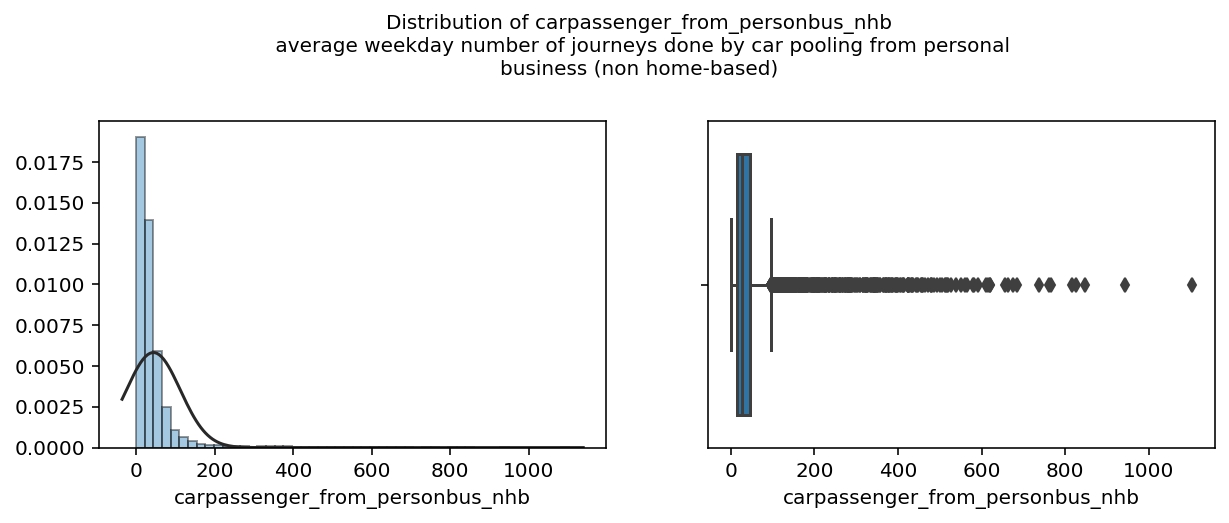 Distribution of carpassenger_from_personbus_nhb
average weekday number of journeys done by car pooling from personal
business (non home-based)
0.0175
0.0150
0.0125
0.0100
0.0075
0.0050
0.0025
0.0000
0 200 400 600 800 1000
carpassenger_from_personbus_nhb
0 200 400 600 800 1000
carpassenger_from_personbus_nhb